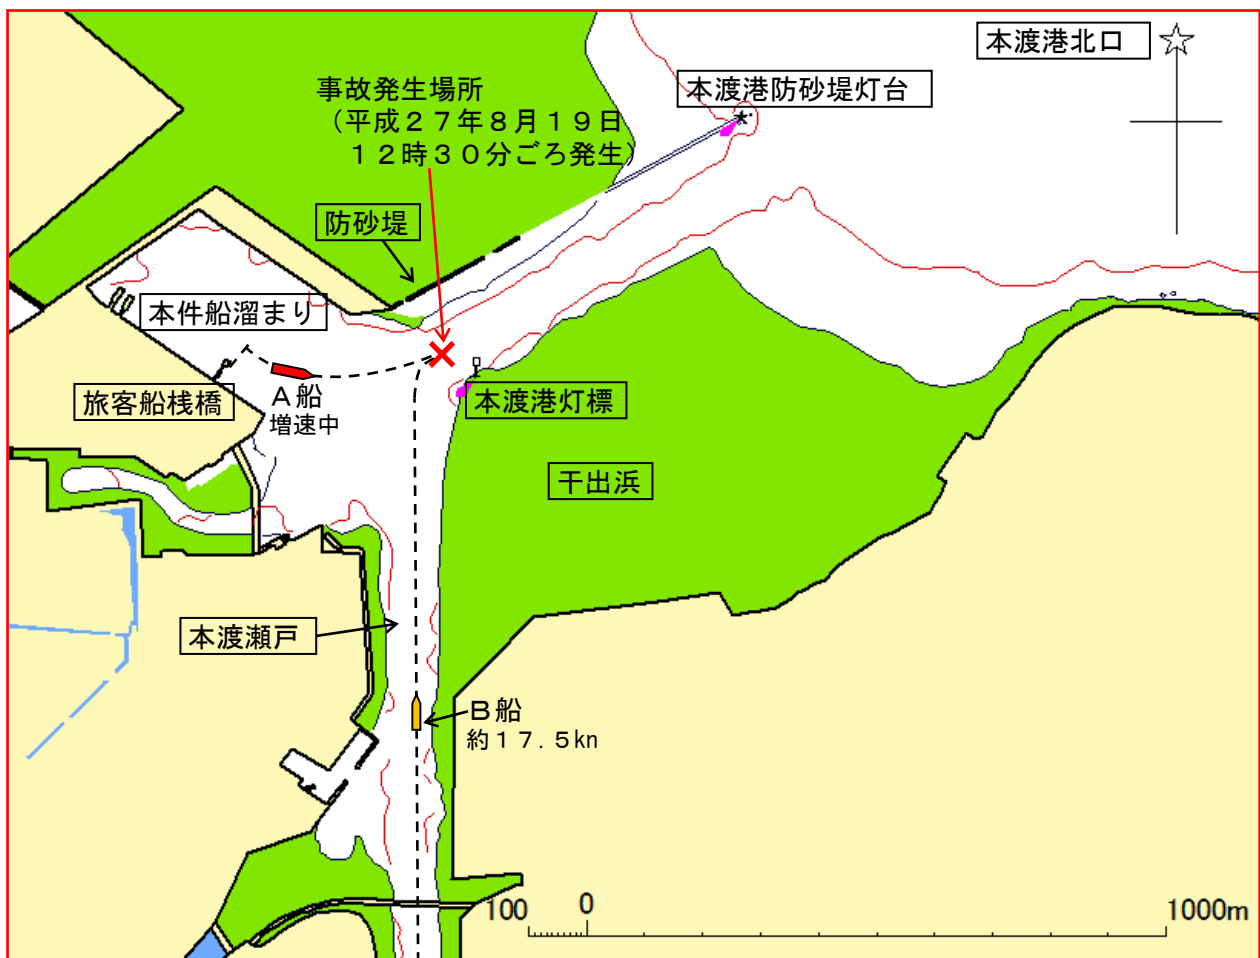 本渡港北口
事故発生場所
（平成２７年８月１９日
１２時３０分ごろ発生）
本渡港防砂堤灯台
防砂堤
本件船溜まり
旅客船桟橋
Ａ船
増速中
本渡港灯標
干出浜
本渡瀬戸
Ｂ船
約１７．５kn
100 0 1000m